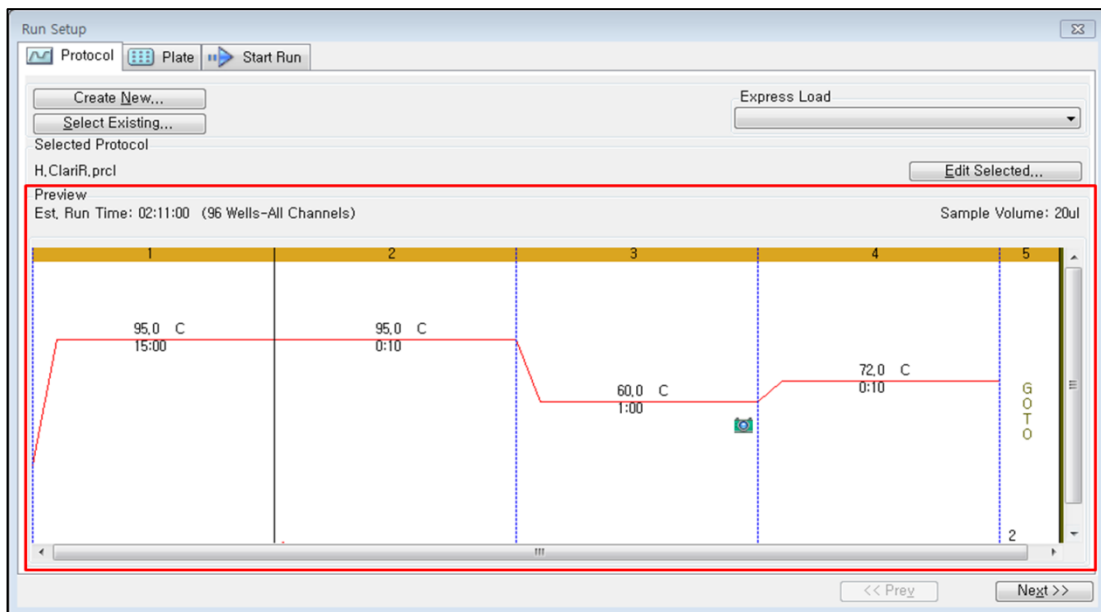 Run Setup
Protocol Plate Start Run
Create New...
Express Load
Select Existing...
Selected Protocol
H,ClariR,prcl
Edit Selected,,,
Preview
Est, Run Time: 02:11:00 (96 Wells-All Channels)
Sample Volume: 20ul
1 2 3 4 5
95,0 C
15:00
95,0 C
0:10
60,0 C
1:00
72,0 C
0:10
G
O
T
O
2
<< Prev
Next >>